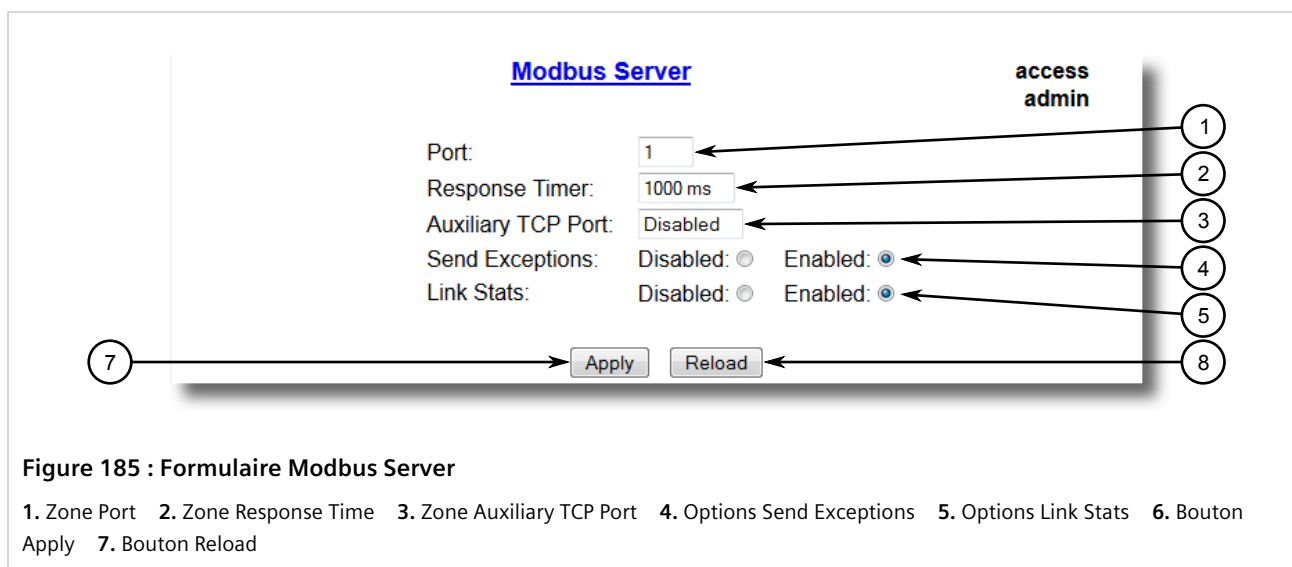 Modbus Server
access
admin
Port: 1
Response Timer: 1000 ms
Auxiliary TCP Port: Disabled
Send Exceptions: Disabled: Enabled:
Link Stats: Disabled: Enabled:
Apply Reload
1
2
3
4
5
7
8
Figure 185 : Formulaire Modbus Server
1. Zone Port 2. Zone Response Time 3. Zone Auxiliary TCP Port 4. Options Send Exceptions 5. Options Link Stats 6. Bouton
Apply 7. Bouton Reload